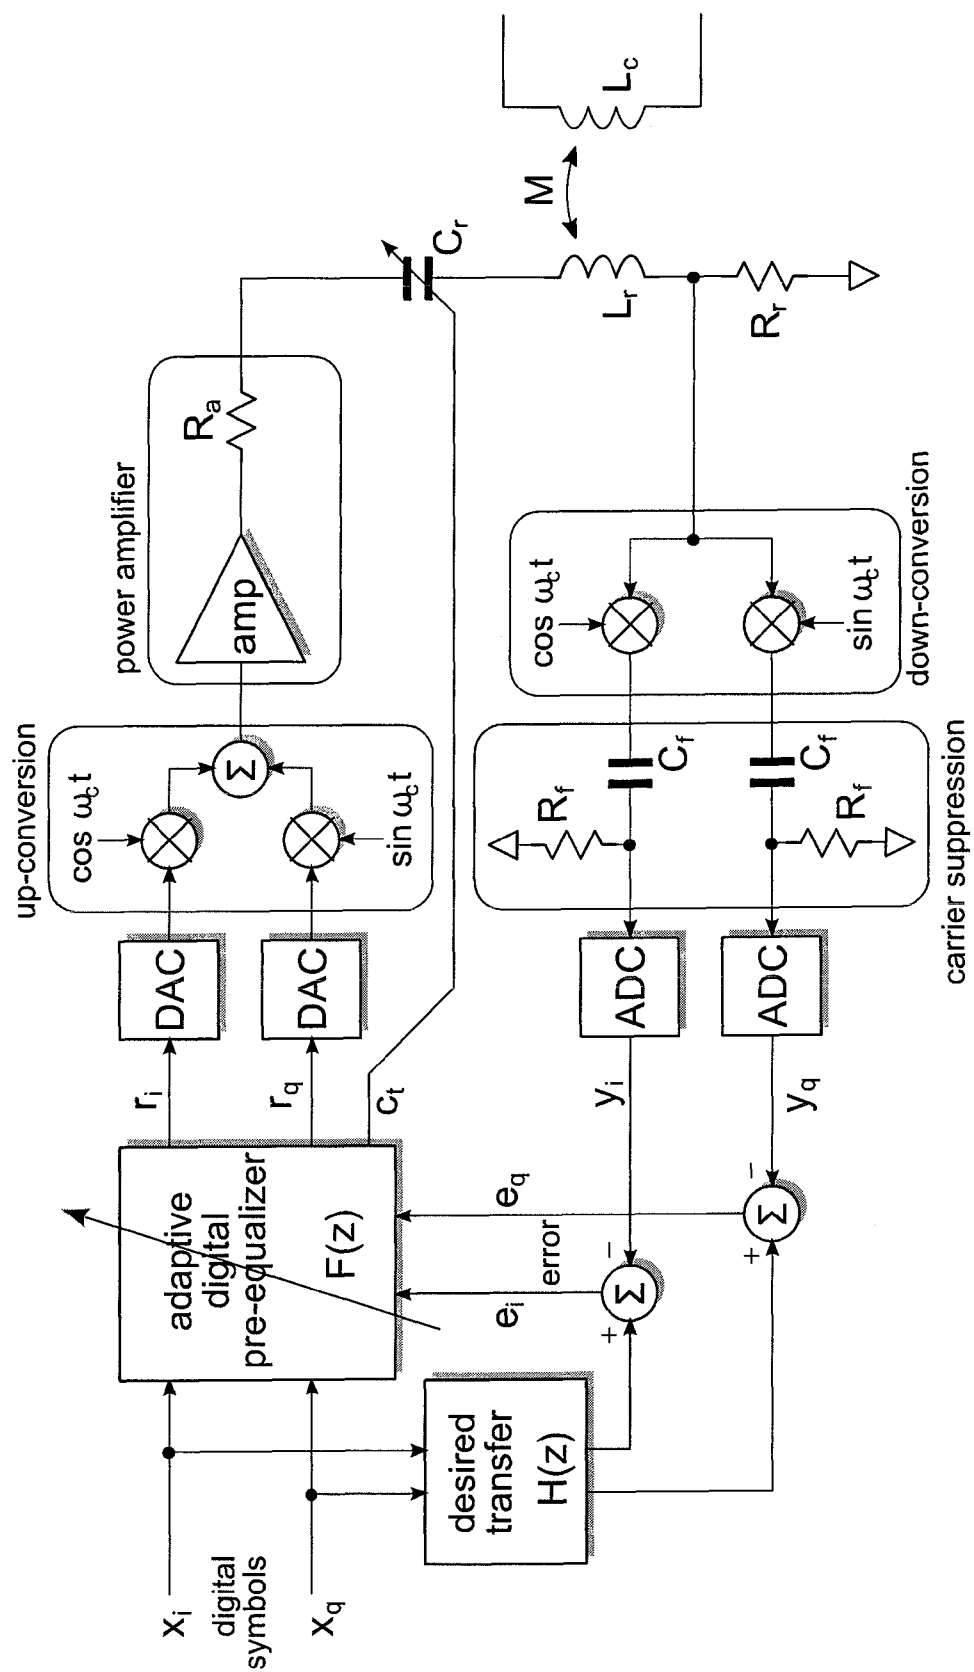 x_i
digital
symbols
x_q
adaptive
digital
pre-equalizer
F(z)
desired
transfer
H(z)
r_i
r_q
c_t
DAC
DAC
up-conversion
cos ω_c t
sin ω_c t
Σ
power amplifier
amp
R_a
C_r
M
L_r
L_c
R_r
e_i
error
e_q
+
−
Σ
+
−
Σ
y_i
y_q
ADC
ADC
carrier suppression
R_f
C_f
R_f
C_f
down-conversion
cos ω_c t
sin ω_c t